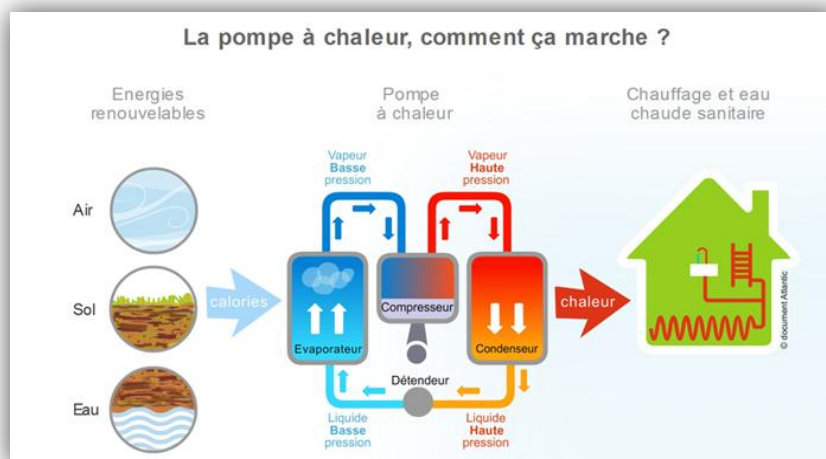 La pompe à chaleur, comment ça marche ?
Energies
renouvelables
Pompe
à chaleur
Chauffage et eau
chaude sanitaire
Vapeur
Basse
pression
Vapeur
Haute
pression
Air
Sol
Eau
calories
Evaporateur
Compresseur
Condenseur
chaleur
Détendeur
Liquide
Basse
pression
Liquide
Haute
pression
© document Atlantic